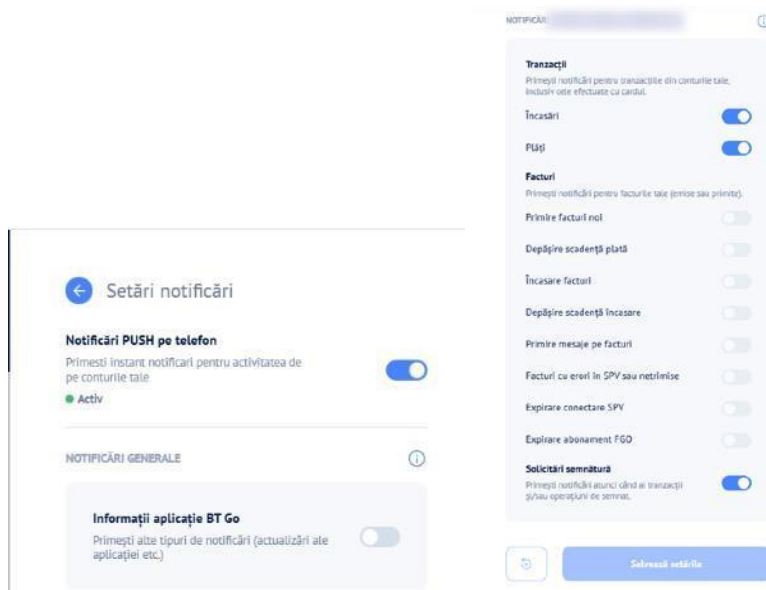 Setări notificări
Notificări PUSH pe telefon
Primesti instant notificari pentru activitatea de
pe conturile tale
Activ
NOTIFICĂRI GENERALE
Informații aplicație BT Go
Primești alte tipuri de notificări (actualizări ale
aplicației etc.)
NOTIFICĂRI
Tranzacții
Primești notificări pentru tranzacțiile din conturile tale,
inclusiv cele efectuate cu cardul.
Încasări
Plăți
Facturi
Primești notificări pentru facturile tale (emise sau primite).
Primire facturi noi
Depășire scadență plată
Încasare facturi
Depășire scadență încasare
Primire mesaje pe facturi
Facturi cu erori în SPV sau netrimise
Expirare conectare SPV
Expirare abonament FGO
Solicitări semnătură
Primești notificări atunci când ai tranzacții
și/sau operațiuni de semnat.
Salvează setările